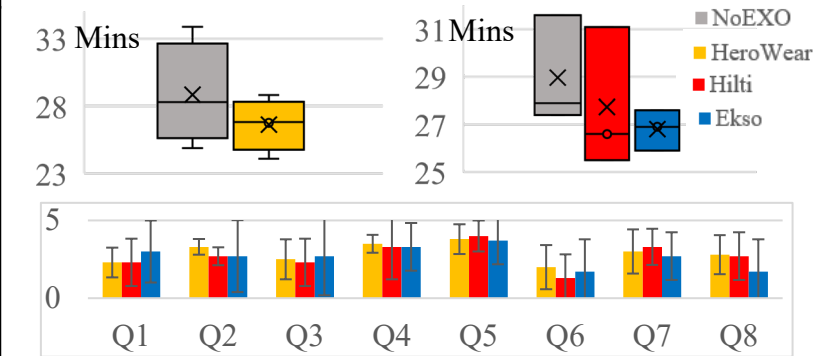 33 Mins
28
23
31 Mins
29
27
25
NoEXO
HeroWear
Hilti
Ekso
5
0
Q1 Q2 Q3 Q4 Q5 Q6 Q7 Q8